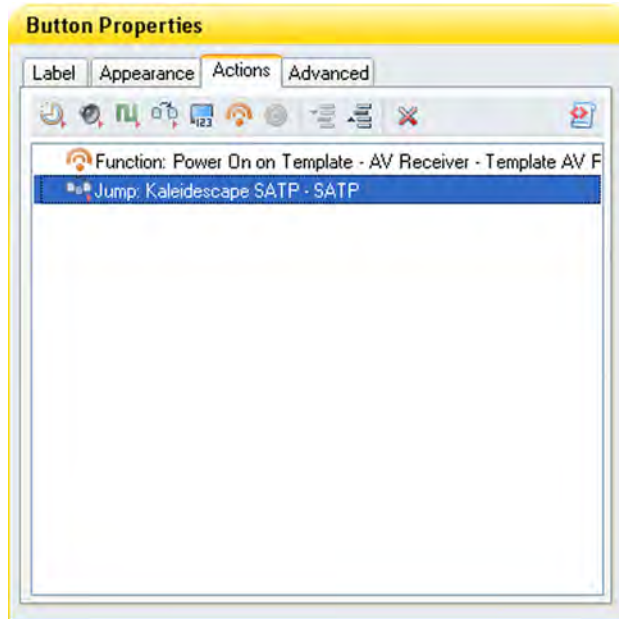 Button Properties
Label Appearance Actions Advanced
123
Function: Power On on Template - AV Receiver - Template AV F
Jump: Kaleidescape SATP - SATP